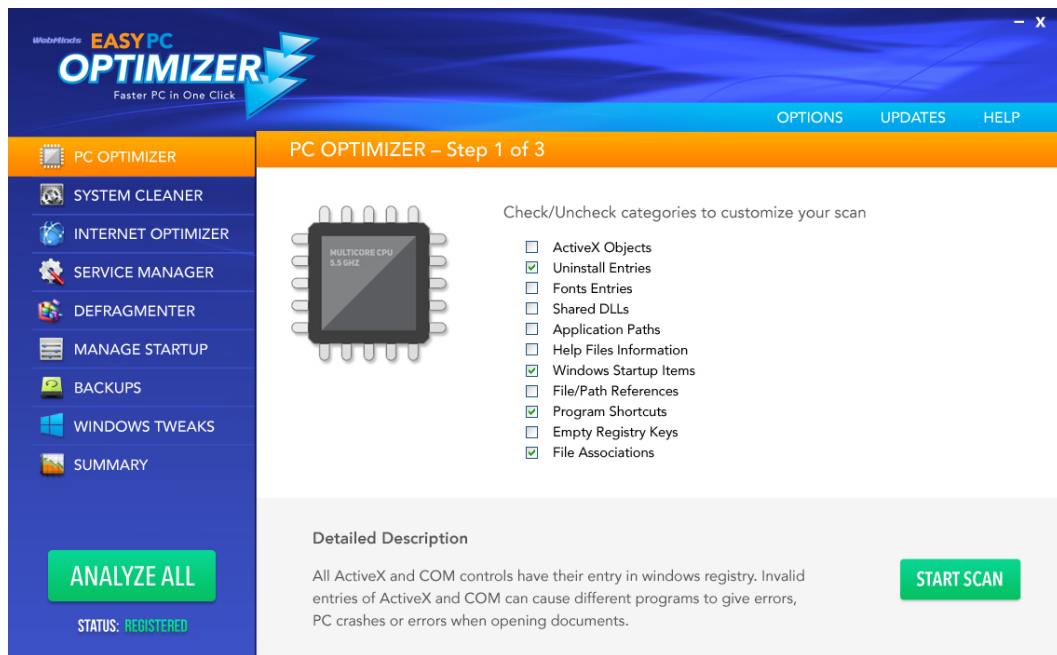 – X
WebMinds EASY PC
OPTIMIZER
Faster PC in One Click
OPTIONS UPDATES HELP
PC OPTIMIZER
SYSTEM CLEANER
INTERNET OPTIMIZER
SERVICE MANAGER
DEFRAGMENTER
MANAGE STARTUP
BACKUPS
WINDOWS TWEAKS
SUMMARY
ANALYZE ALL
STATUS: REGISTERED
PC OPTIMIZER – Step 1 of 3
MULTICORE CPU
5.5 GHZ
Check/Uncheck categories to customize your scan
ActiveX Objects
Uninstall Entries
Fonts Entries
Shared DLLs
Application Paths
Help Files Information
Windows Startup Items
File/Path References
Program Shortcuts
Empty Registry Keys
File Associations
Detailed Description
All ActiveX and COM controls have their entry in windows registry. Invalid
entries of ActiveX and COM can cause different programs to give errors,
PC crashes or errors when opening documents.
START SCAN